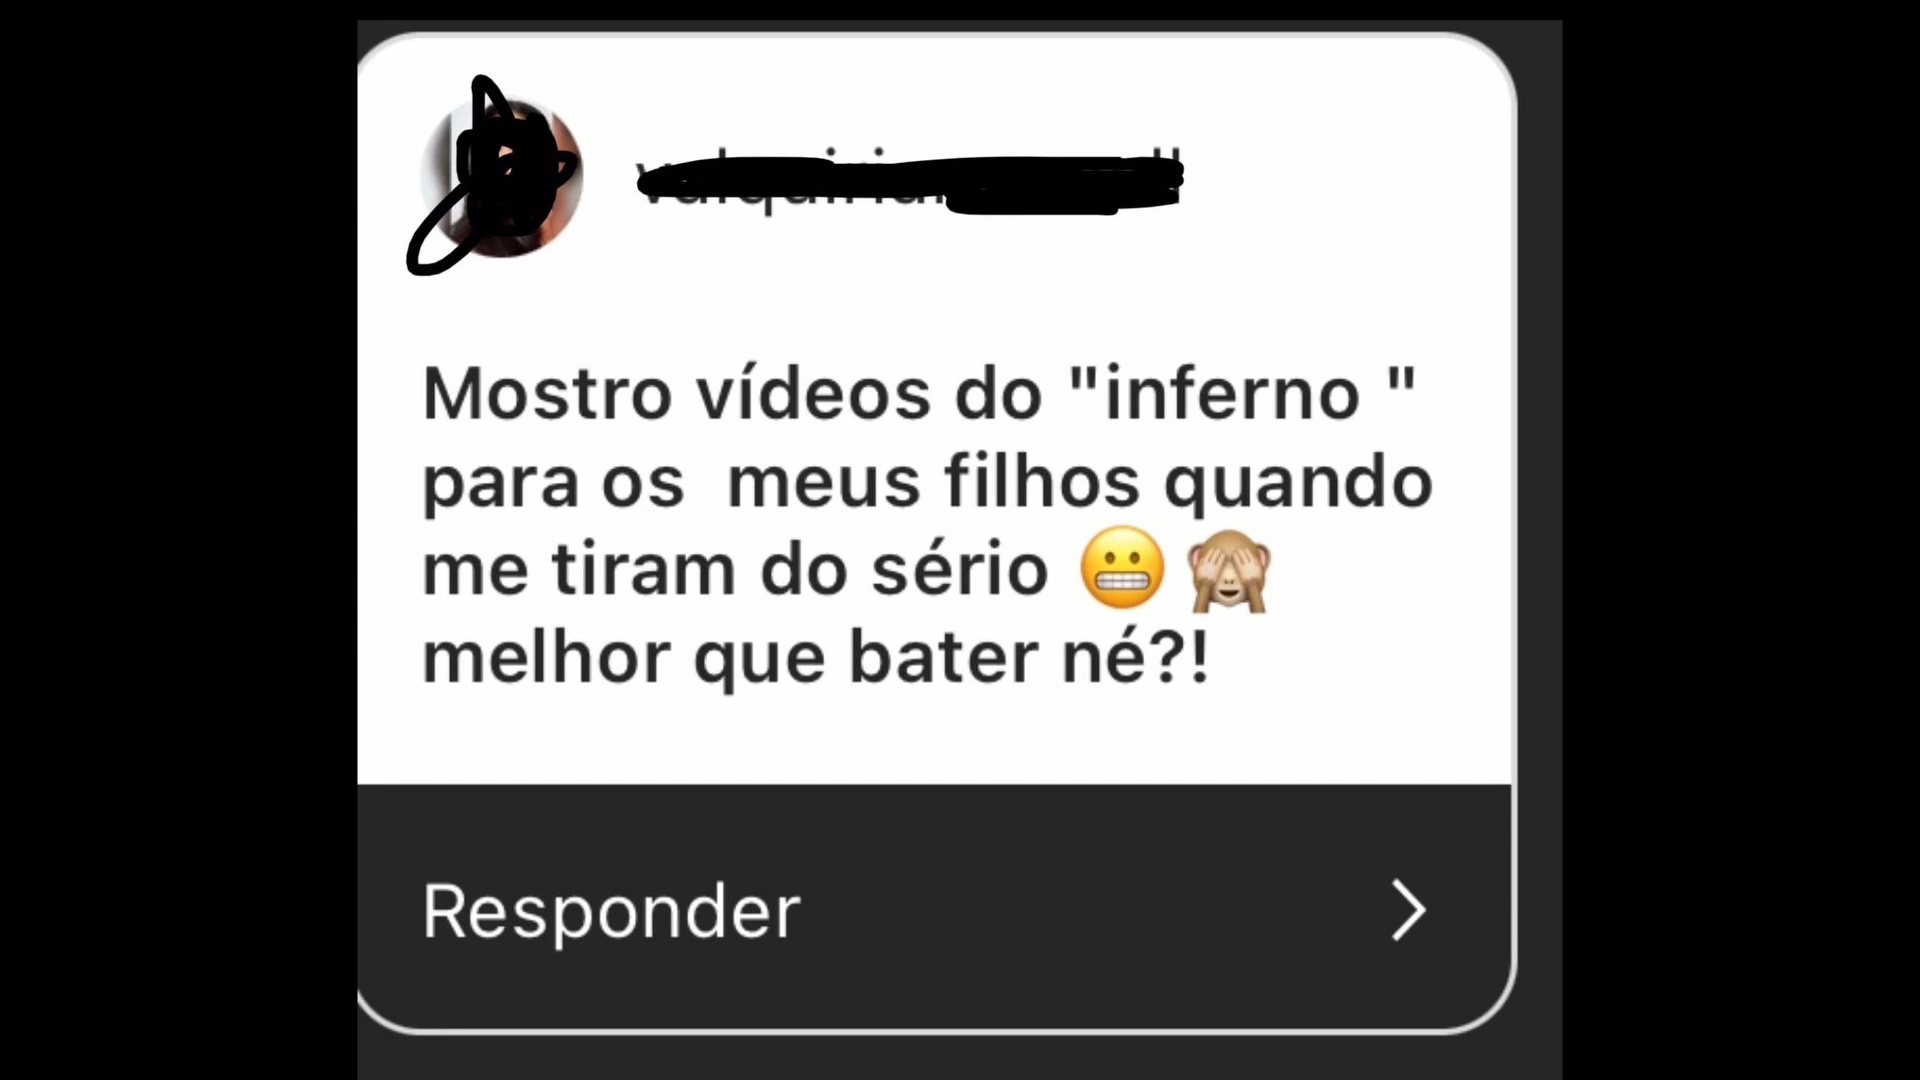 Mostro vídeos do "inferno "
para os  meus filhos quando
me tiram do sério 😬🙈
melhor que bater né?!
Responder